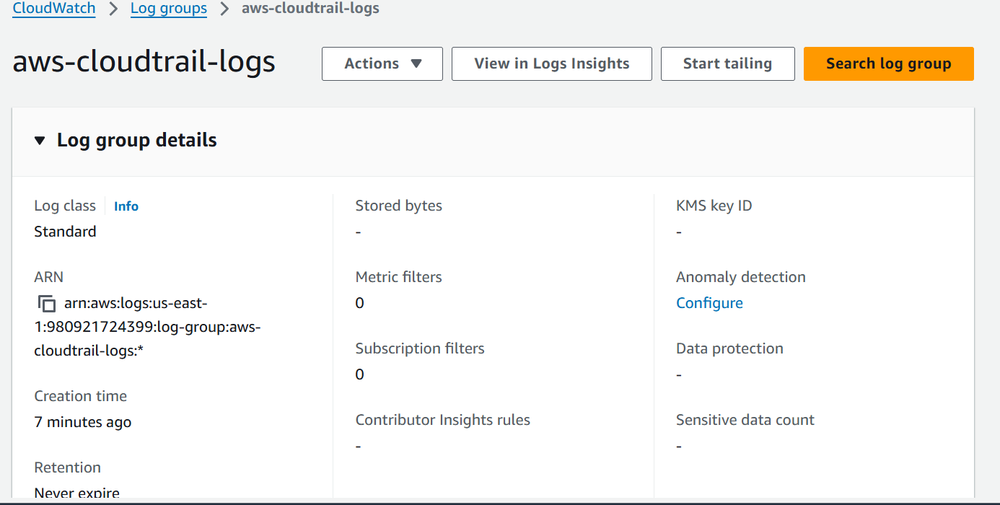 CloudWatch > Log groups > aws-cloudtrail-logs
aws-cloudtrail-logs
Actions ▼
View in Logs Insights
Start tailing
Search log group
▼ Log group details
Log class
Info
Standard
ARN
arn:aws:logs:us-east-
1:980921724399:log-group:aws-
cloudtrail-logs:*
Creation time
7 minutes ago
Retention
Never expire
Stored bytes
-
Metric filters
0
Subscription filters
0
Contributor Insights rules
-
KMS key ID
-
Anomaly detection
Configure
Data protection
-
Sensitive data count
-